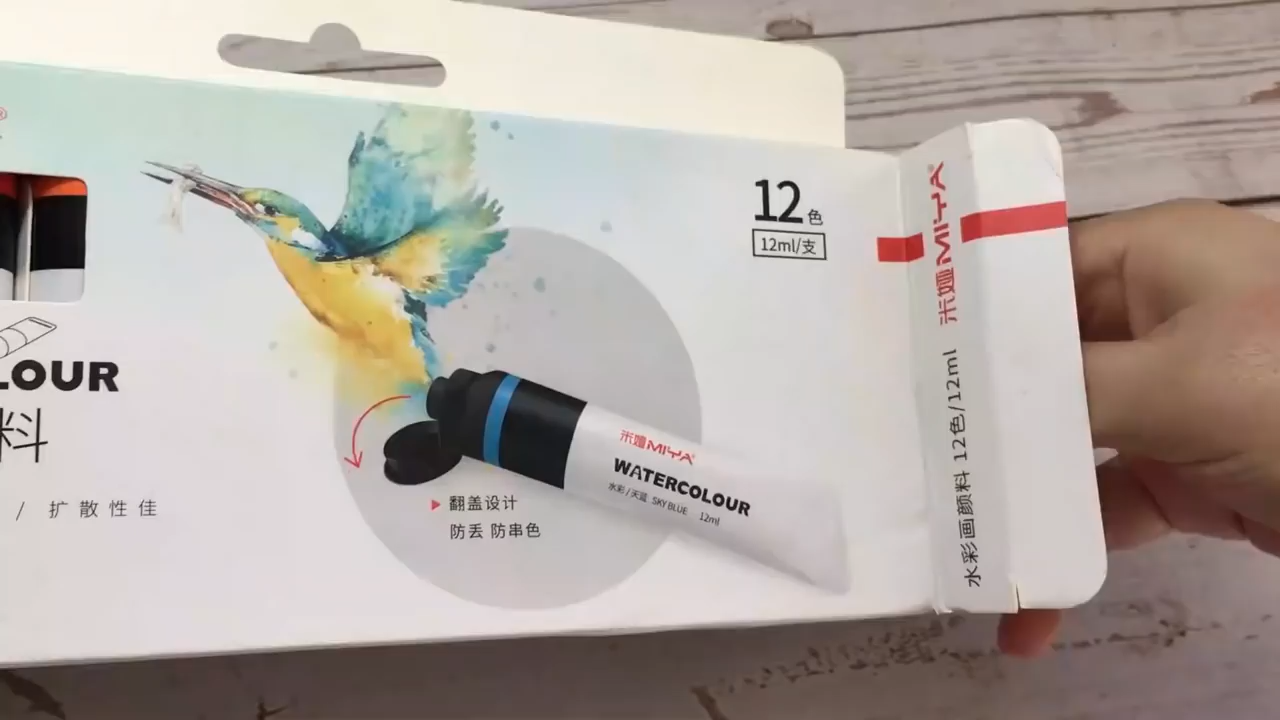 12色
12ml/支
LOUR
料
/ 扩散性佳
米娅MIYA
WATERCOLOUR
水彩/天蓝 SKY BLUE 12ml
翻盖设计
防丢 防串色
水彩画颜料 12色/12ml 米娅MIYA